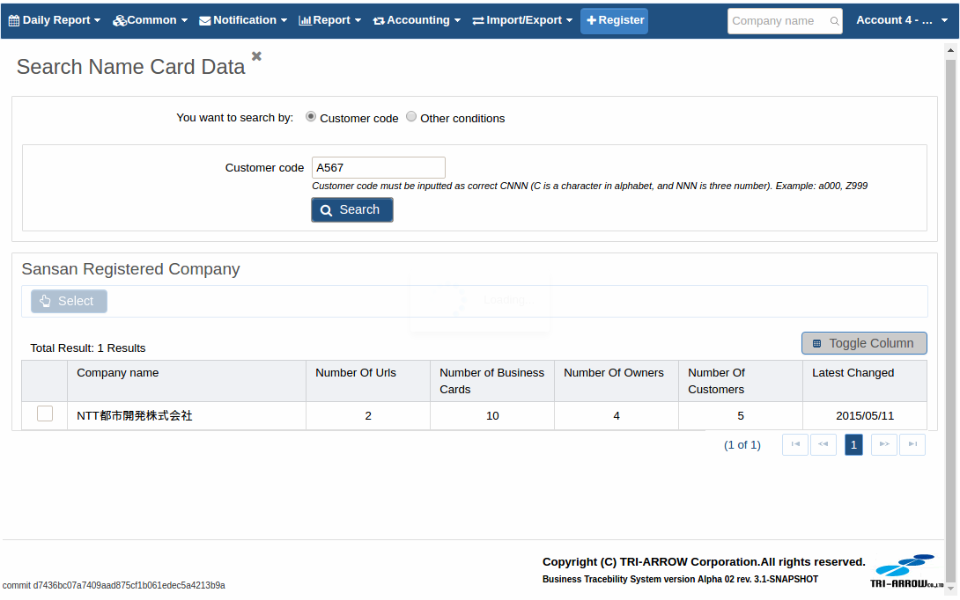 Daily Report Common Notification Report Accounting Import/Export Register Company name Account 4 - ...
Search Name Card Data
You want to search by: Customer code Other conditions
Customer code A567
Customer code must be inputted as correct CNNN (C is a character in alphabet, and NNN is three number). Example: a000, Z999
Search
Sansan Registered Company
Select Loading
Total Result: 1 Results Toggle Column
Company name Number Of Urls Number of Business Cards Number Of Owners Number Of Customers Latest Changed
NTT都市開発株式会社 2 10 4 5 2015/05/11
(1 of 1) 1
Copyright (C) TRI-ARROW Corporation.All rights reserved.
Business Tracebility System version Alpha 02 rev. 3.1-SNAPSHOT
TRI-ARROW Co.,LTD
commit d7436bc07a7409aad875cf1b061edec5a4213b9a